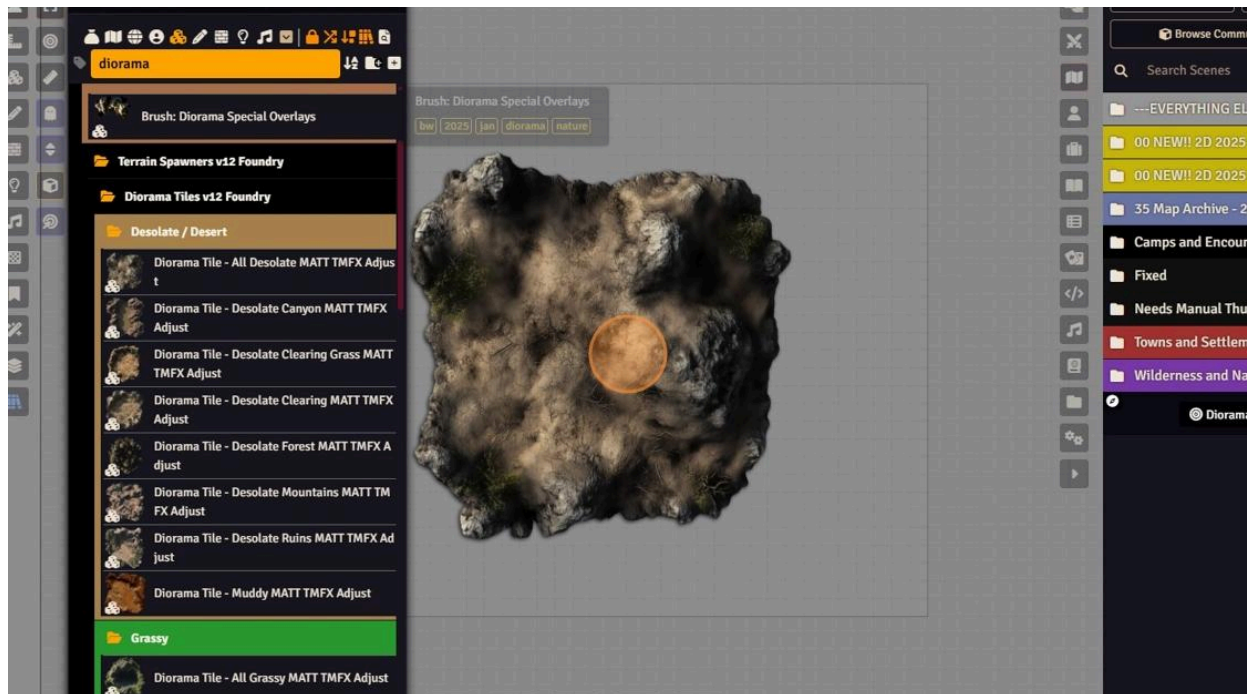 Browse Comm
diorama
Search Scenes
Brush: Diorama Special Overlays
Brush: Diorama Special Overlays
bw 2025 jan diorama nature
---EVERYTHING EL
00 NEW!! 2D 2025
00 NEW!! 2D 2025
35 Map Archive - 2
Camps and Encoun
Fixed
Needs Manual Thu
Towns and Settlem
Wilderness and Na
Diorama
Terrain Spawners v12 Foundry
Diorama Tiles v12 Foundry
Desolate / Desert
Diorama Tile - All Desolate MATT TMFX Adjus
t
Diorama Tile - Desolate Canyon MATT TMFX
Adjust
Diorama Tile - Desolate Clearing Grass MATT
TMFX Adjust
Diorama Tile - Desolate Clearing MATT TMFX
Adjust
Diorama Tile - Desolate Forest MATT TMFX A
djust
Diorama Tile - Desolate Mountains MATT TM
FX Adjust
Diorama Tile - Desolate Ruins MATT TMFX Ad
just
Diorama Tile - Muddy MATT TMFX Adjust
Grassy
Diorama Tile - All Grassy MATT TMFX Adjust